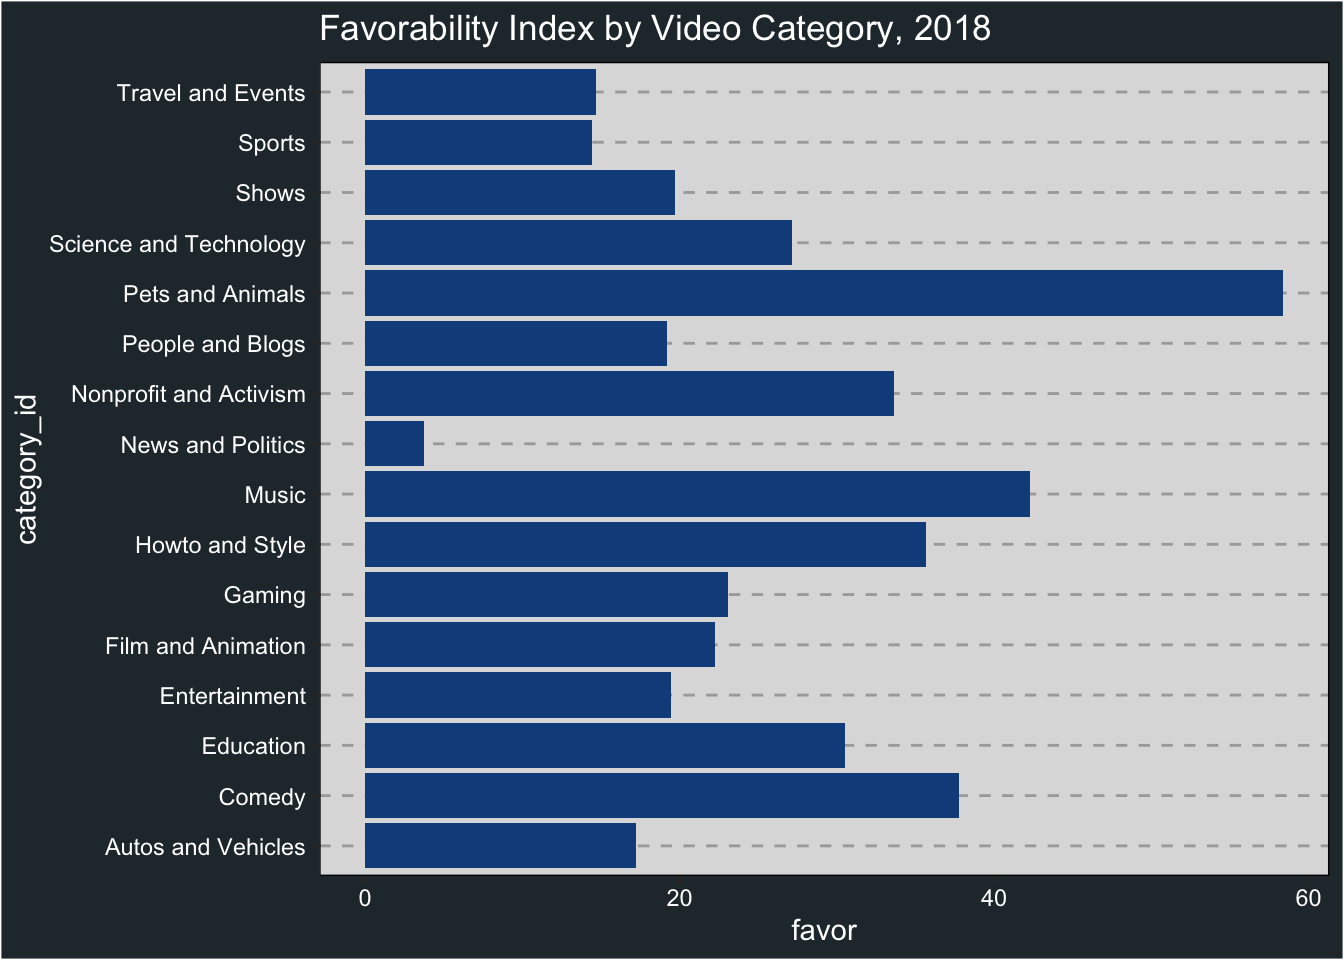 Favorability Index by Video Category, 2018
Travel and Events
Sports
Shows
Science and Technology
Pets and Animals
People and Blogs
Nonprofit and Activism
News and Politics
Music
Howto and Style
Gaming
Film and Animation
Entertainment
Education
Comedy
Autos and Vehicles
category_id
0 20 40 60
favor